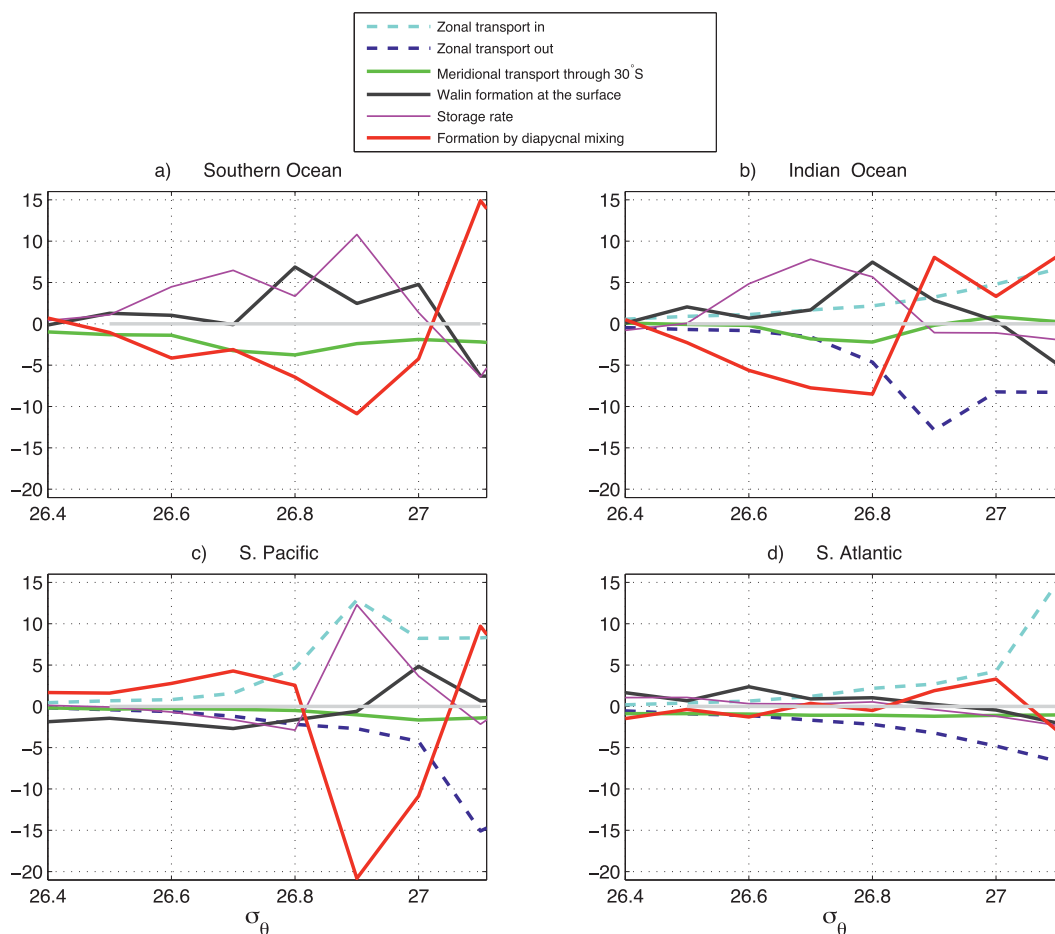 Zonal transport in
Zonal transport out
Meridional transport through 30°S
Walin formation at the surface
Storage rate
Formation by diapycnal mixing
a) Southern Ocean
15
10
5
0
−5
−10
−15
−20
26.4 26.6 26.8 27
b) Indian Ocean
15
10
5
0
−5
−10
−15
−20
26.4 26.6 26.8 27
c) S. Pacific
15
10
5
0
−5
−10
−15
−20
26.4 26.6 26.8 27
σθ
d) S. Atlantic
15
10
5
0
−5
−10
−15
−20
26.4 26.6 26.8 27
σθ